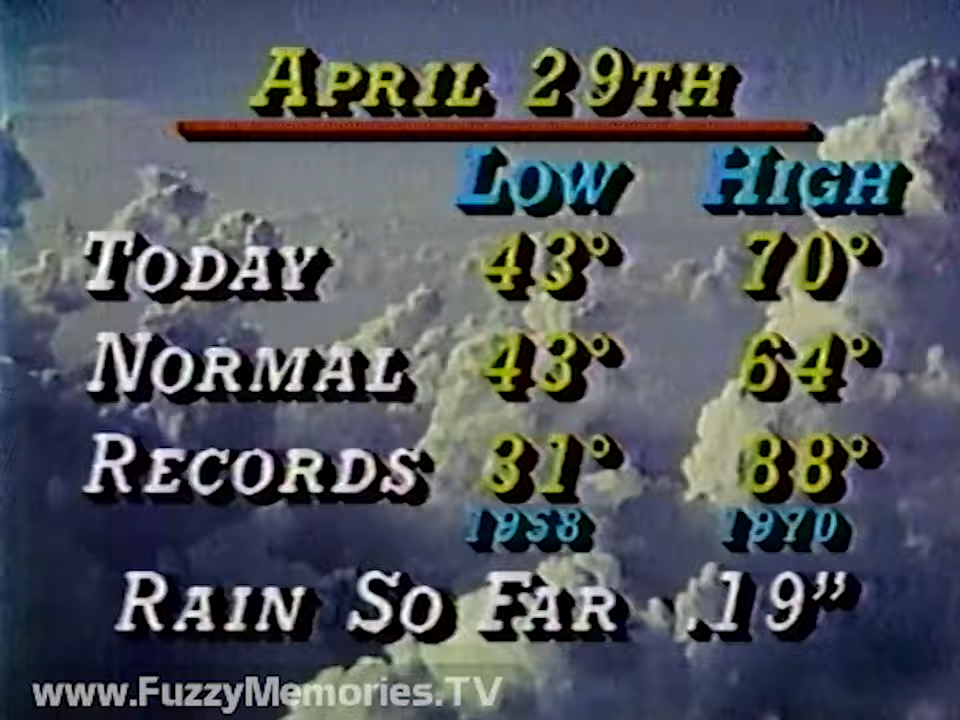 APRIL 29TH
LOW HIGH
TODAY 43° 70°
NORMAL 43° 64°
RECORDS 31° 88°
1958 1970
RAIN SO FAR .19”
www.FuzzyMemories.TV